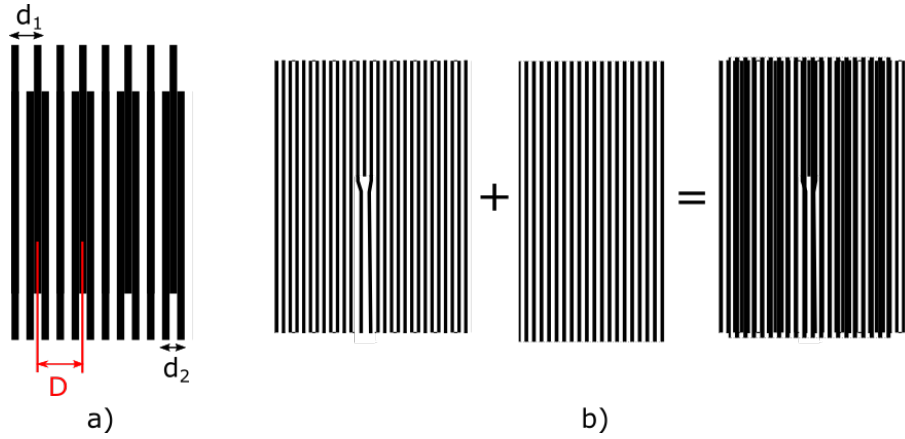 d₁
d₂
D
+
=
a)
b)